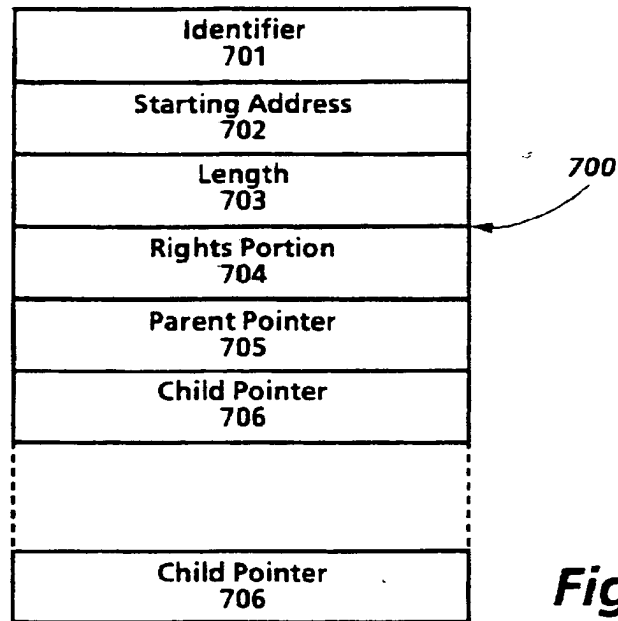 Identifier
701
Starting Address
702
Length
703
700
Rights Portion
704
Parent Pointer
705
Child Pointer
706
Child Pointer
706
Fig